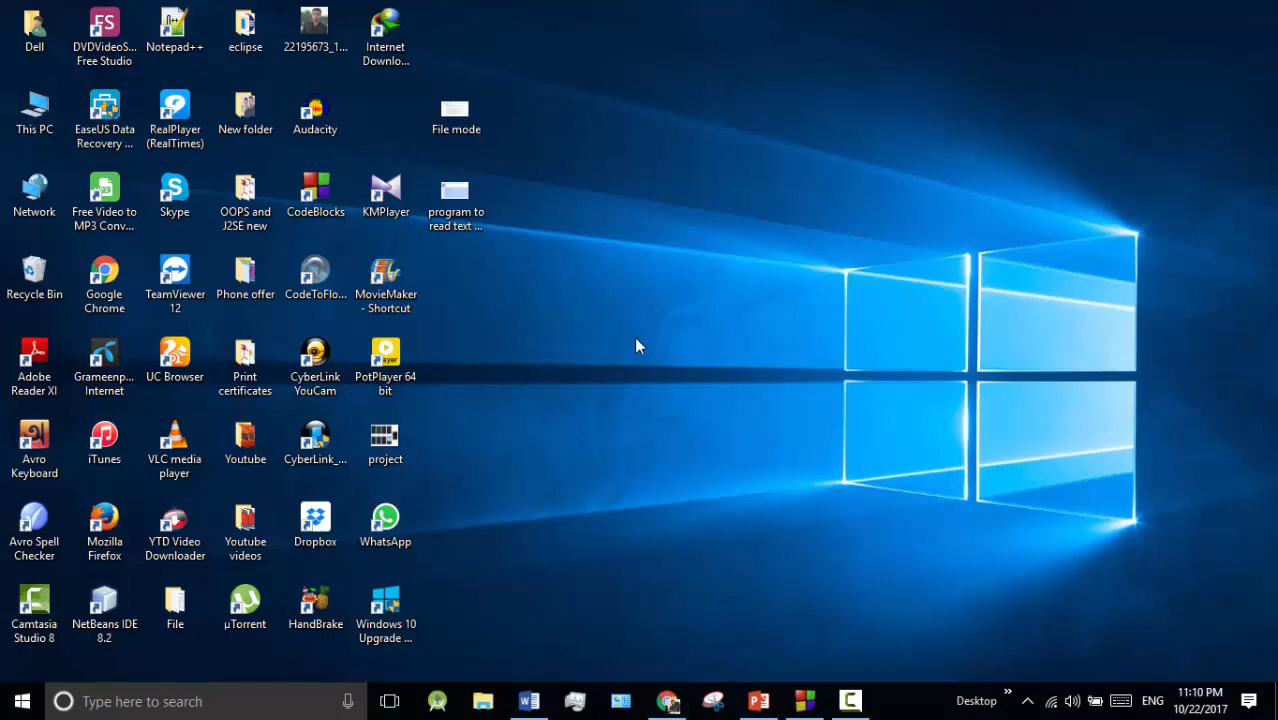 Dell
DVDVideoS...
Free Studio
Notepad++
eclipse
22195673_1...
Internet
Downlo...
This PC
EaseUS Data
Recovery ...
RealPlayer
(RealTimes)
New folder
Audacity
File mode
Network
Free Video to
MP3 Conv...
Skype
OOPS and
J2SE new
CodeBlocks
KMPlayer
program to
read text ...
Recycle Bin
Google
Chrome
TeamViewer
12
Phone offer
CodeToFlo...
MovieMaker
- Shortcut
Adobe
Reader XI
Grameenp...
Internet
UC Browser
Print
certificates
CyberLink
YouCam
PotPlayer 64
bit
Avro
Keyboard
iTunes
VLC media
player
Youtube
CyberLink_...
project
Avro Spell
Checker
Mozilla
Firefox
YTD Video
Downloader
Youtube
videos
Dropbox
WhatsApp
Camtasia
Studio 8
NetBeans IDE
8.2
File
µTorrent
HandBrake
Windows 10
Upgrade ...
Type here to search
Desktop
ENG
11:10 PM
10/22/2017